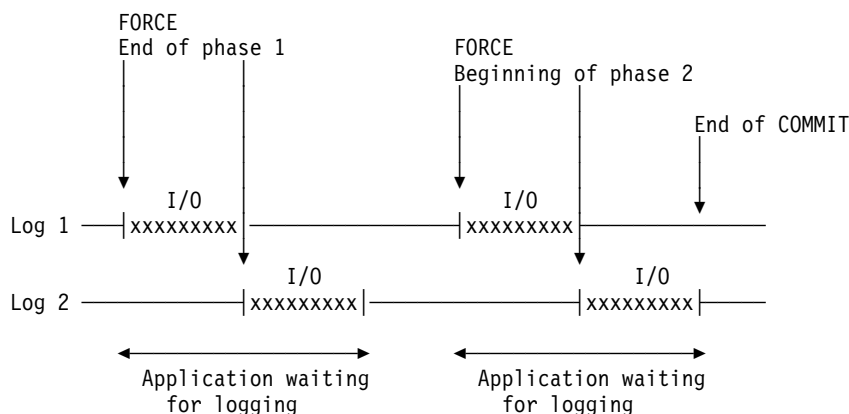 FORCE
End of phase 1
FORCE
Beginning of phase 2
End of COMMIT
I/O
I/O
Log 1
xxxxxxxxx
xxxxxxxxx
I/O
I/O
Log 2
xxxxxxxxx
xxxxxxxxx
Application waiting
for logging
Application waiting
for logging